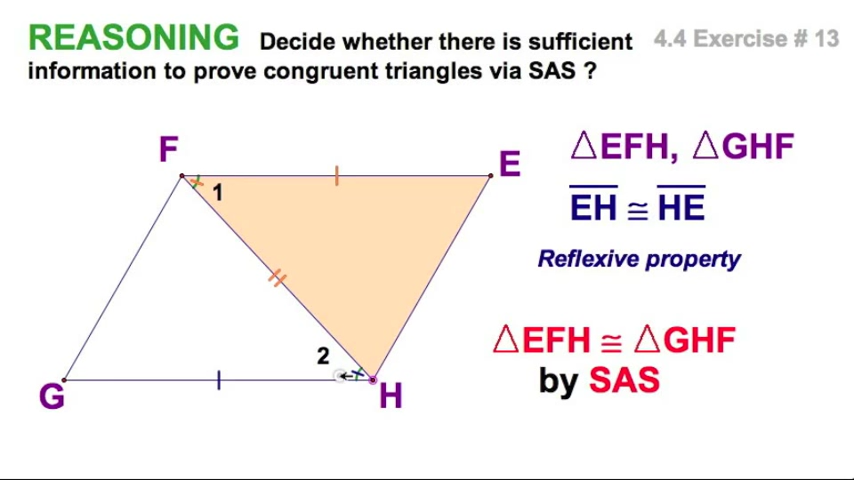 REASONING Decide whether there is sufficient 4.4 Exercise # 13
information to prove congruent triangles via SAS ?
F
E
1
2
G
H
△EFH, △GHF
EH ≅ HE
Reflexive property
△EFH ≅ △GHF
by SAS